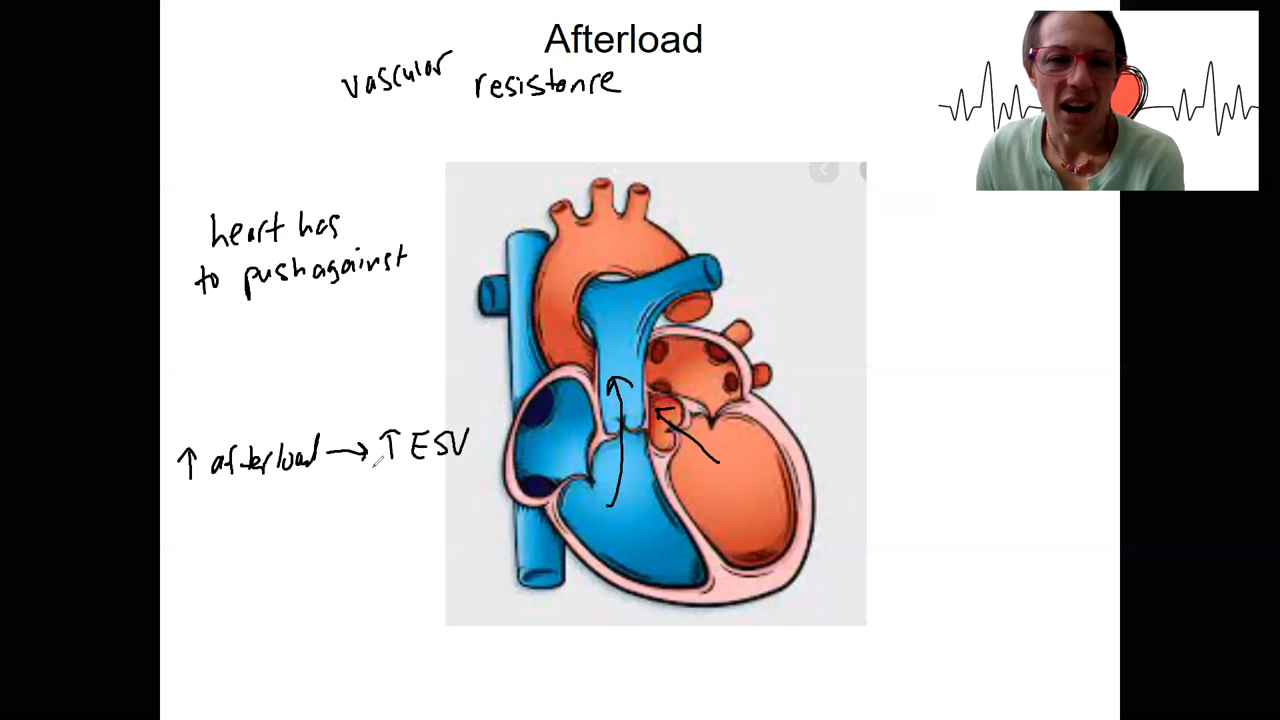 Afterload
vascular resistance
heart has
to push against
↑ afterload → ↑ ESV